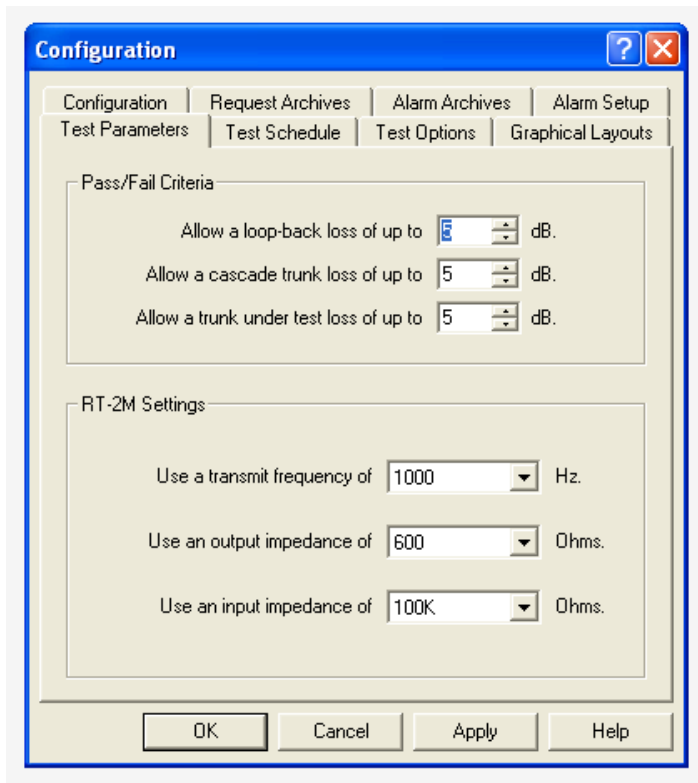 Configuration
Configuration Request Archives Alarm Archives Alarm Setup
Test Parameters Test Schedule Test Options Graphical Layouts
Pass/Fail Criteria
Allow a loop-back loss of up to 5 dB.
Allow a cascade trunk loss of up to 5 dB.
Allow a trunk under test loss of up to 5 dB.
RT-2M Settings
Use a transmit frequency of 1000 Hz.
Use an output impedance of 600 Ohms.
Use an input impedance of 100K Ohms.
OK Cancel Apply Help